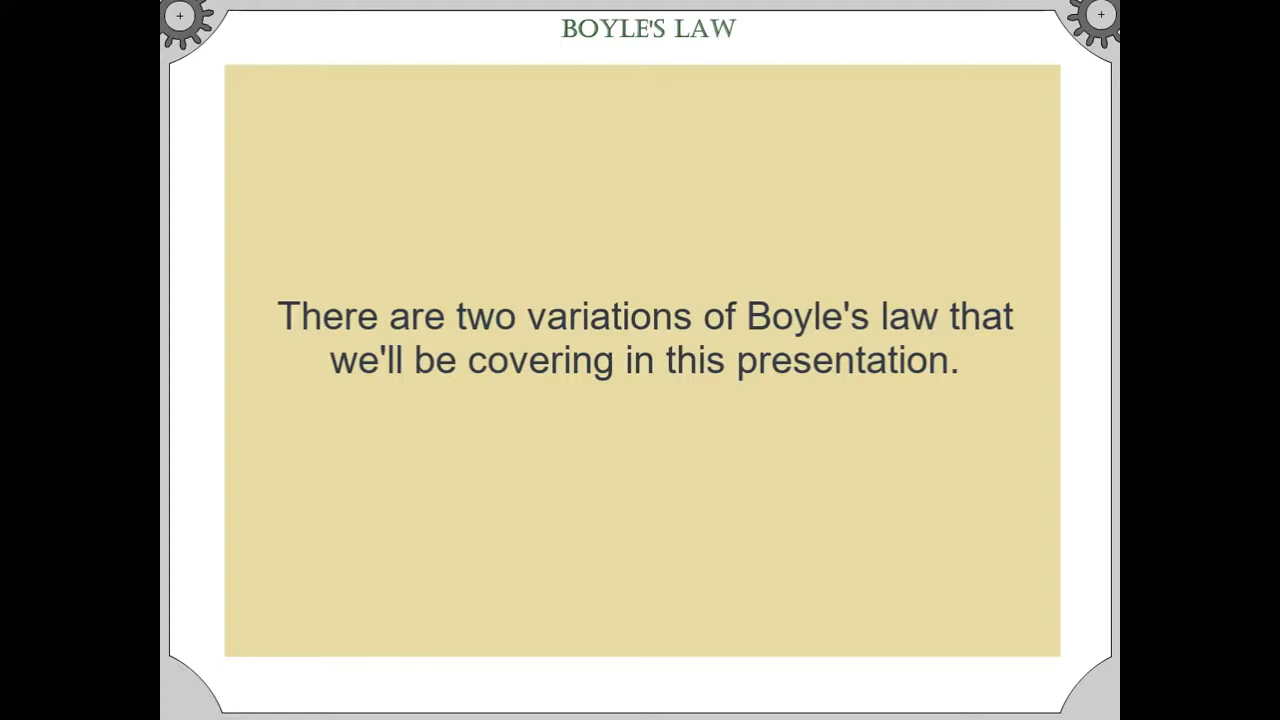 BOYLE'S LAW
There are two variations of Boyle's law that
we'll be covering in this presentation.